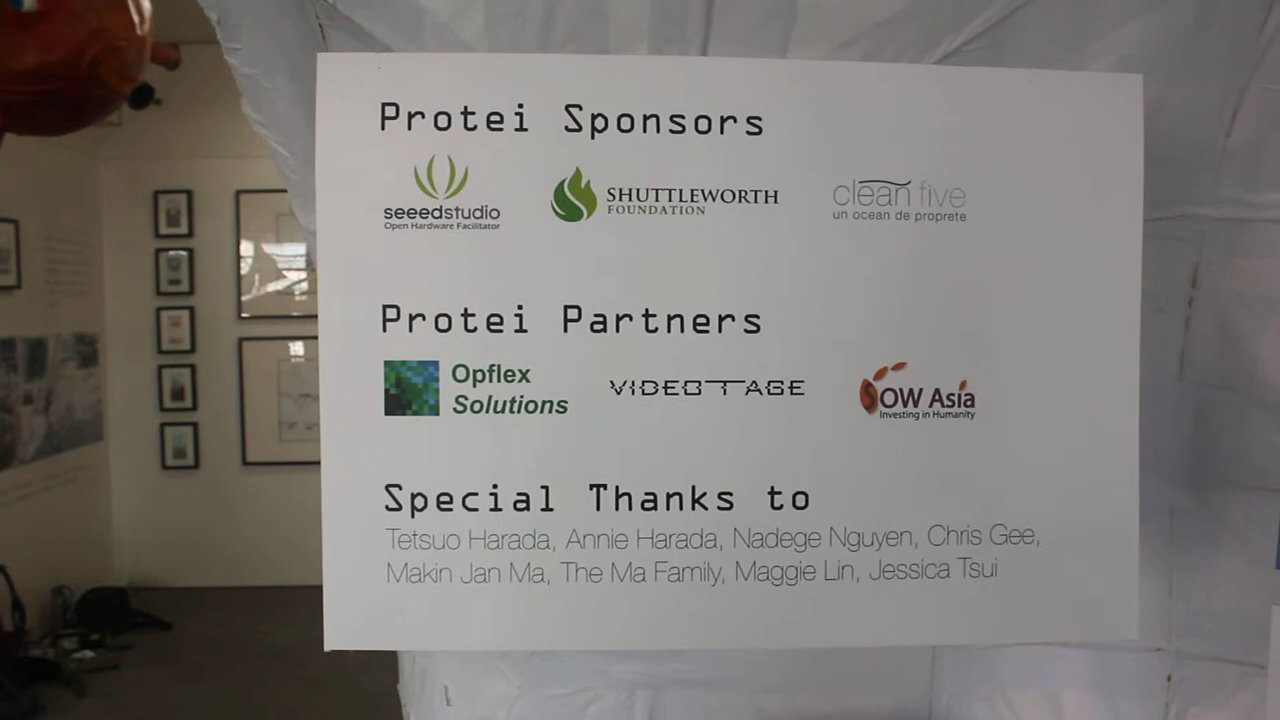 Protei Sponsors
seeedstudio
Open Hardware Facilitator
SHUTTLEWORTH
FOUNDATION
clean five
un ocean de proprete
Protei Partners
Opflex
Solutions
VIDEOTAGE
SOW Asia
Investing in Humanity
Special Thanks to
Tetsuo Harada, Annie Harada, Nadege Nguyen, Chris Gee,
Makin Jan Ma, The Ma Family, Maggie Lin, Jessica Tsui